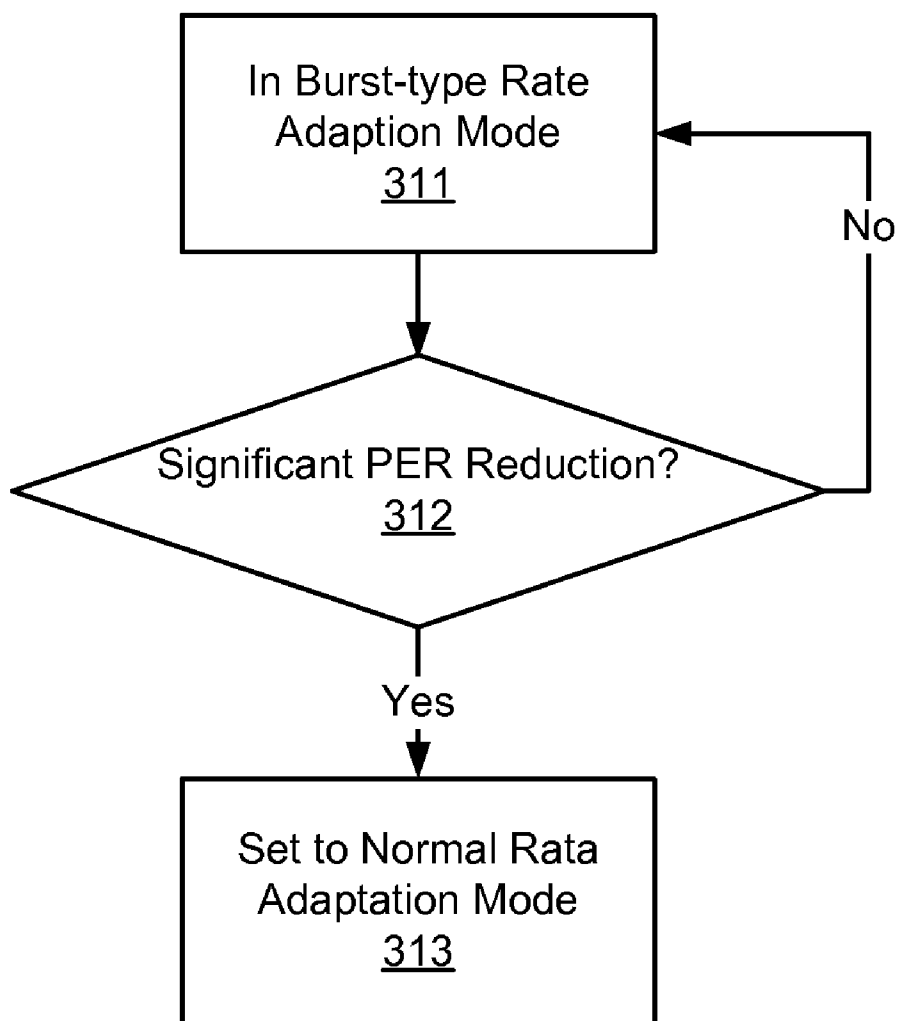 In Burst-type Rate
Adaption Mode
311
No
Significant PER Reduction?
312
Yes
Set to Normal Rata
Adaptation Mode
313